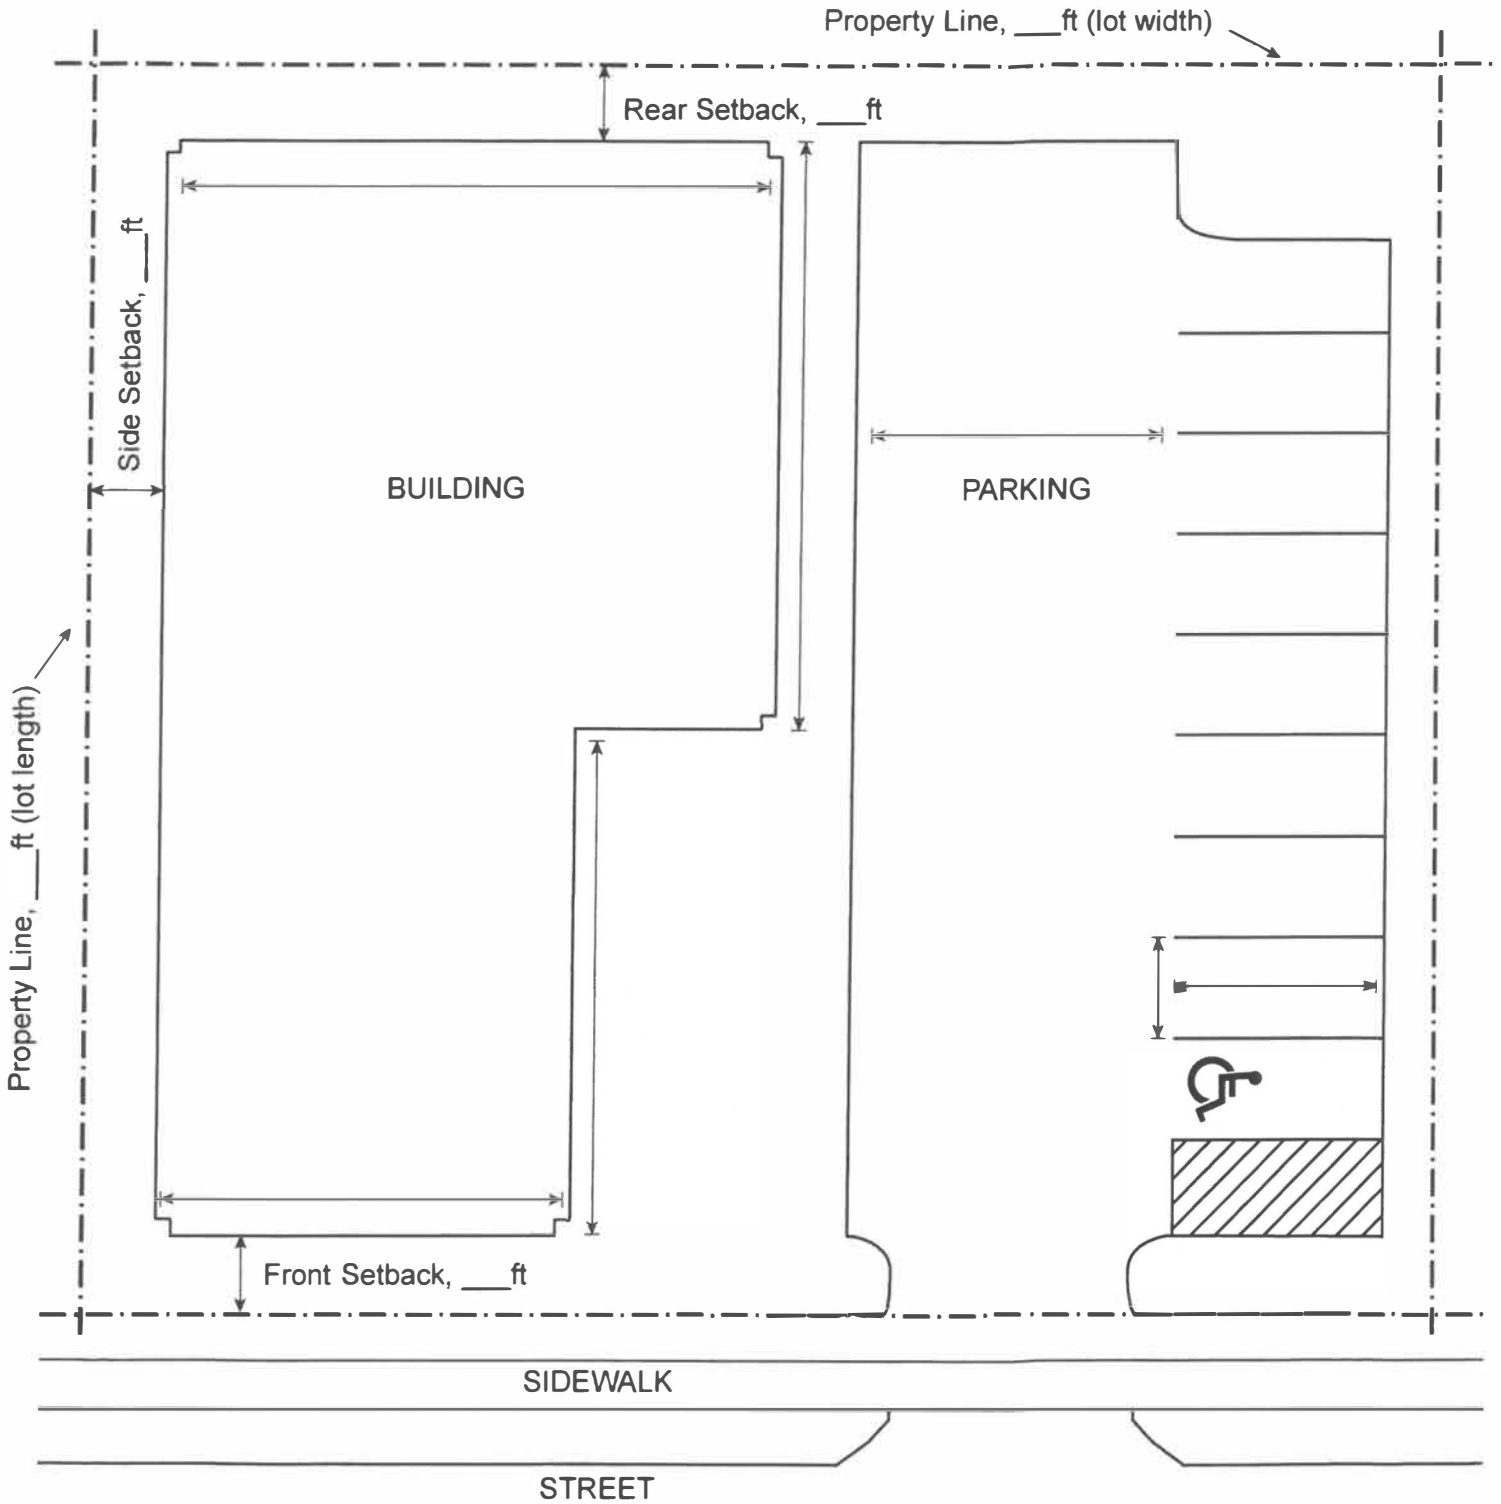 Property Line, ___ft (lot width)
Rear Setback, ___ft
Side Setback, ___ft
BUILDING
PARKING
Property Line, ___ft (lot length)
Front Setback, ___ft
SIDEWALK
STREET